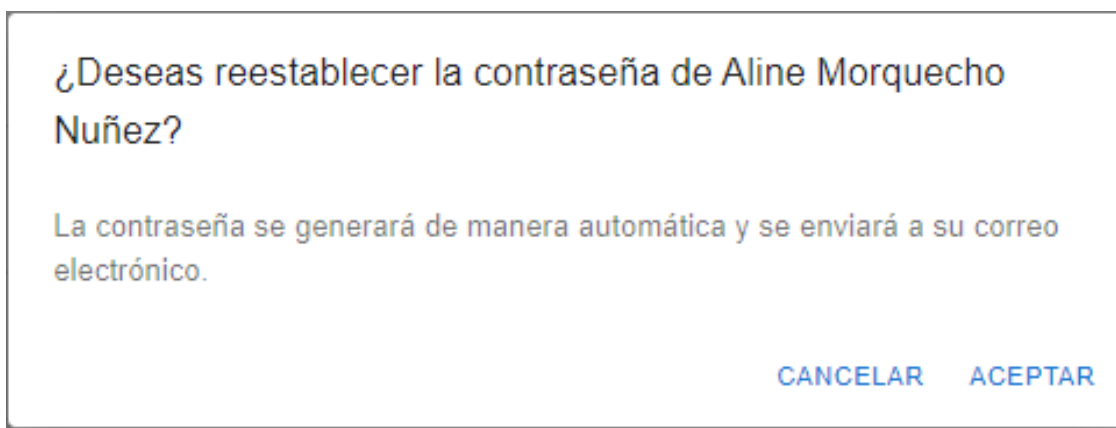 ¿Deseas reestablecer la contraseña de Aline Morquecho
Nuñez?
La contraseña se generará de manera automática y se enviará a su correo
electrónico.
CANCELAR ACEPTAR